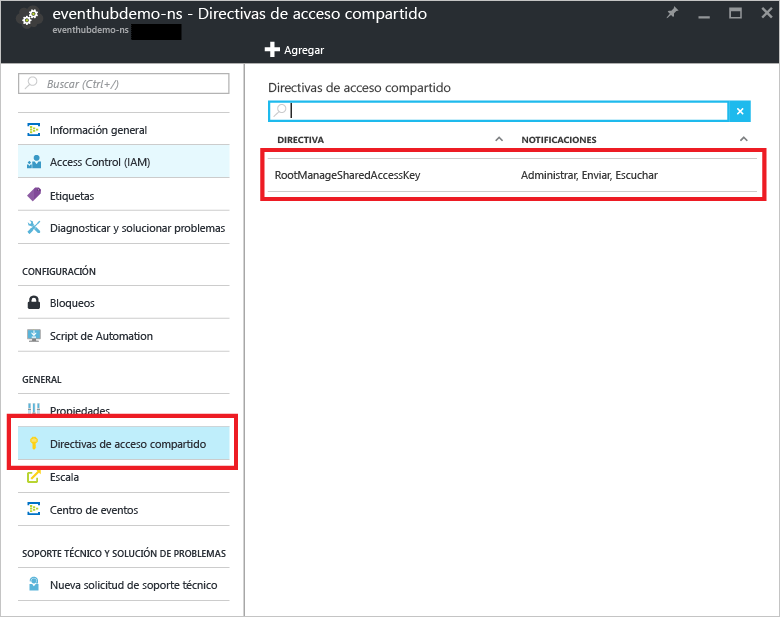 eventhubdemo-ns - Directivas de acceso compartido
eventhubdemo-ns
Agregar
Buscar (Ctrl+/)
Información general
Access Control (IAM)
Etiquetas
Diagnosticar y solucionar problemas
CONFIGURACIÓN
Bloqueos
Script de Automation
GENERAL
Propiedades
Directivas de acceso compartido
Escala
Centro de eventos
SOPORTE TÉCNICO Y SOLUCIÓN DE PROBLEMAS
Nueva solicitud de soporte técnico
Directivas de acceso compartido
DIRECTIVA NOTIFICACIONES
RootManageSharedAccessKey Administrar, Enviar, Escuchar